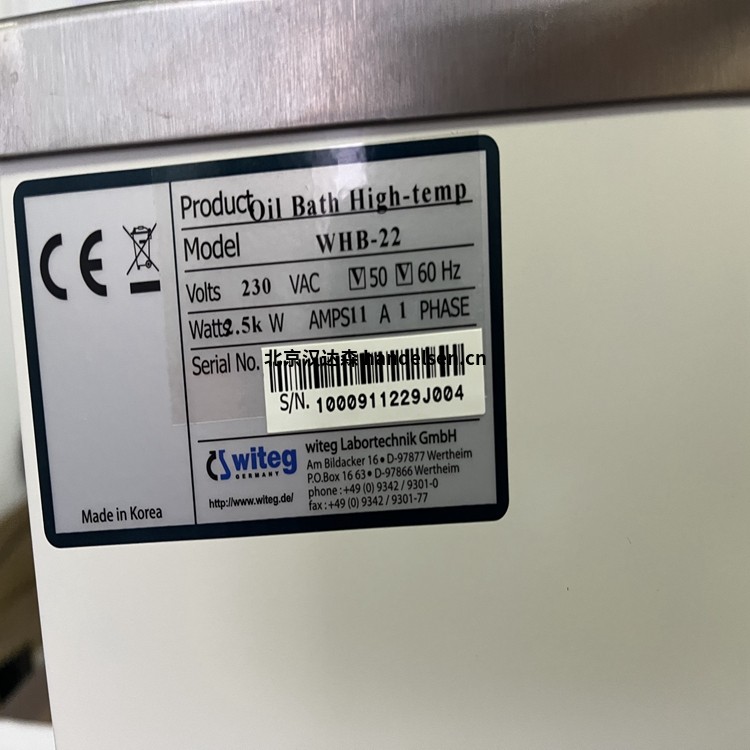 CE
Product Oil Bath High-temp
Model WHB-22
Volts 230 VAC ☑ 50 ☑ 60 Hz
Watts 2.5k W AMPS 11 A 1 PHASE
Serial No.
北京汉达森handelsen.cn
S/N. 1000911229J004
witeg
GERMANY
http://www.witeg.de/
witeg Labortechnik GmbH
Am Bildacker 16 • D-97877 Wertheim
P.O.Box 16 63 • D-97866 Wertheim
phone : +49 (0) 9342 / 9301-0
fax : +49 (0) 9342 / 9301-77
Made in Korea